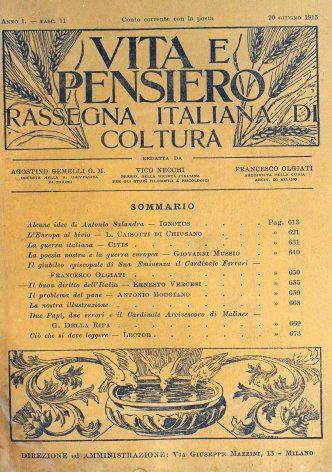 ANNO I. — FASC. 11 Conto corrente con la posta 20 GIUGNO 1915
VITA E
PENSIERO
RASSEGNA ITALIANA DI
COLTURA
REDATTA DA
AGOSTINO GEMELLI O. M. VICO NECCHI FRANCESCO OLGIATI
DOCENTE NELLA R. UNIVERSITÀ
DI TORINO
PRESID. DELLA SOCIETÀ ITALIANA
PER GLI STUDI FILOSOFICI E PSICOLOGICI
ARCHIVISTA NELLA CURIA
ARCIV. DI MILANO
SOMMARIO
Alcune idee di Antonio Salandra — IGNOTUS . . . . Pag. 613
L'Europa al bivio — L. CAISOTTI DI CHIUSANO . . . . » 621
La guerra italiana — CIVIS . . . . . . » 631
La poesia nostra e la guerra europea — GIOVANNI MUSSIO . . » 640
Il giubileo episcopale di Sua Eminenza il Cardinale Ferrari —
FRANCESCO OLGIATI . . . . . . » 650
Il buon diritto dell'Italia — ERNESTO VERCESI . . . . » 655
Il problema del pane — ANTONIO BOGGIANO . . . . » 659
La nostra illustrazione . . . . . . » 668
Due Papi, due errori e il Cardinale Arcivescovo di Malines —
G. DELLA RIPA . . . . . . » 669
Ciò che si deve leggere — LECTOR . . . . . » 673
DIREZIONE ED AMMINISTRAZIONE: VIA GIUSEPPE MAZZINI, 13 - MILANO